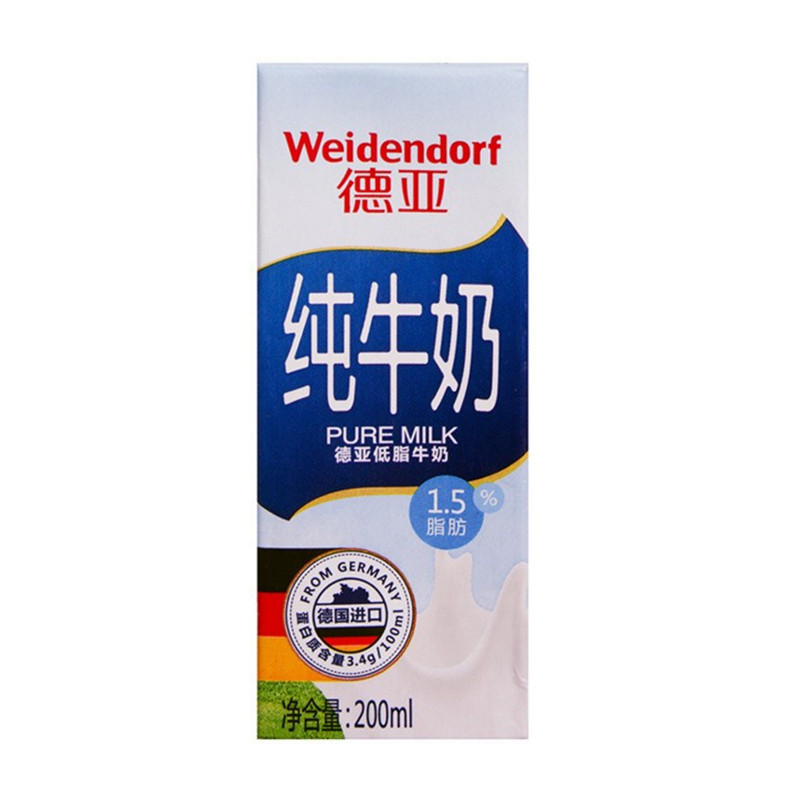 Weidendorf
德亚
纯牛奶
PURE MILK
德亚低脂牛奶
1.5%
脂肪
FROM GERMANY
德国进口
蛋白质含量3.4g/100ml
净含量:200ml